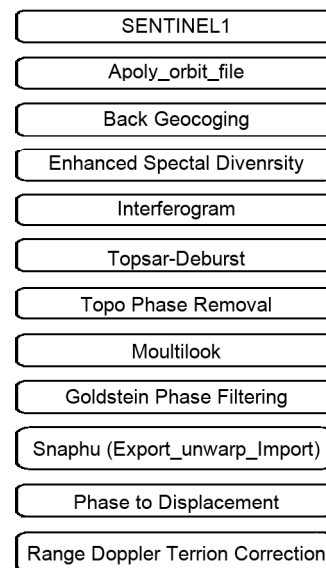 SENTINEL1
Apoly_orbit_file
Back Geocoging
Enhanced Spectal Divenrsity
Interferogram
Topsar-Deburst
Topo Phase Removal
Moultilook
Goldstein Phase Filtering
Snaphu (Export_unwarp_Import)
Phase to Displacement
Range Doppler Terrion Correction